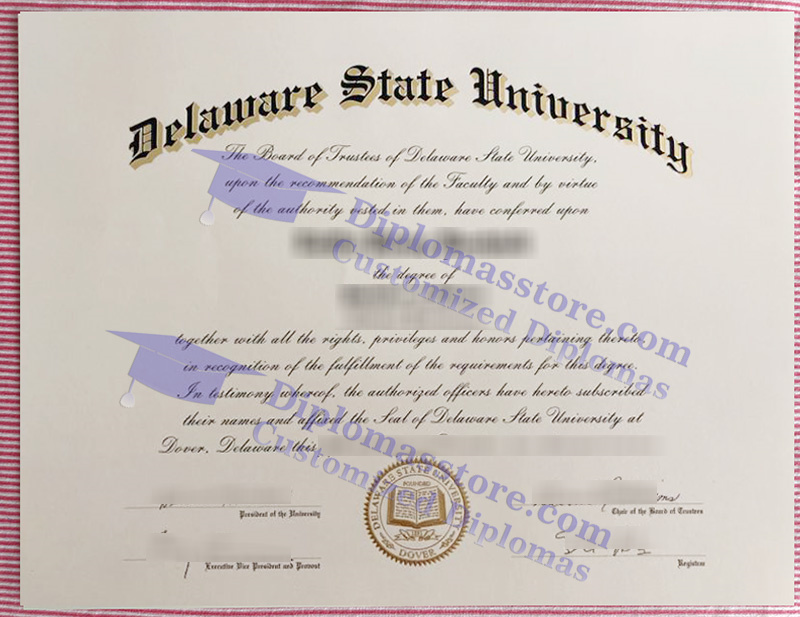 Delaware State University
The Board of Trustees of Delaware State University,
upon the recommendation of the Faculty and by virtue
of the authority vested in them, have conferred upon
the degree of
together with all the rights, privileges and honors pertaining thereto
in recognition of the fulfillment of the requirements for this degree.
In testimony whereof, the authorized officers have hereto subscribed
their names and affixed the Seal of Delaware State University at
Dover, Delaware this
President of the University
Chair of the Board of Trustees
Executive Vice President and Provost
Registrar
DELAWARE STATE UNIVERSITY
FOUNDED
DOVER
Diplomasstore.com
Customized Diplomas
Diplomasstore.com
Customized Diplomas